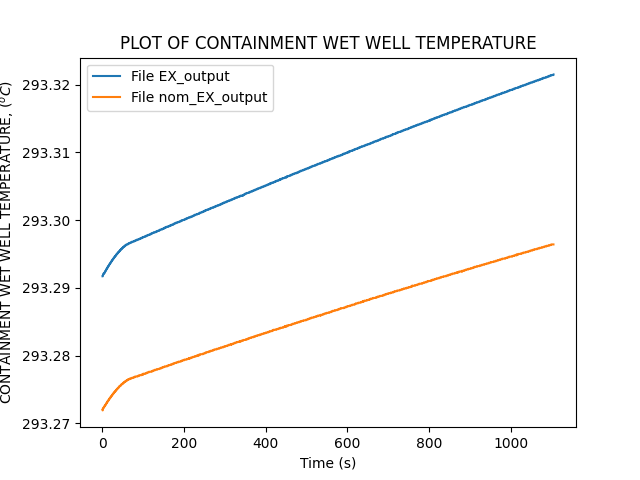 PLOT OF CONTAINMENT WET WELL TEMPERATURE
File EX_output
File nom_EX_output
CONTAINMENT WET WELL TEMPERATURE, (°C)
293.32
293.31
293.30
293.29
293.28
293.27
0 200 400 600 800 1000
Time (s)